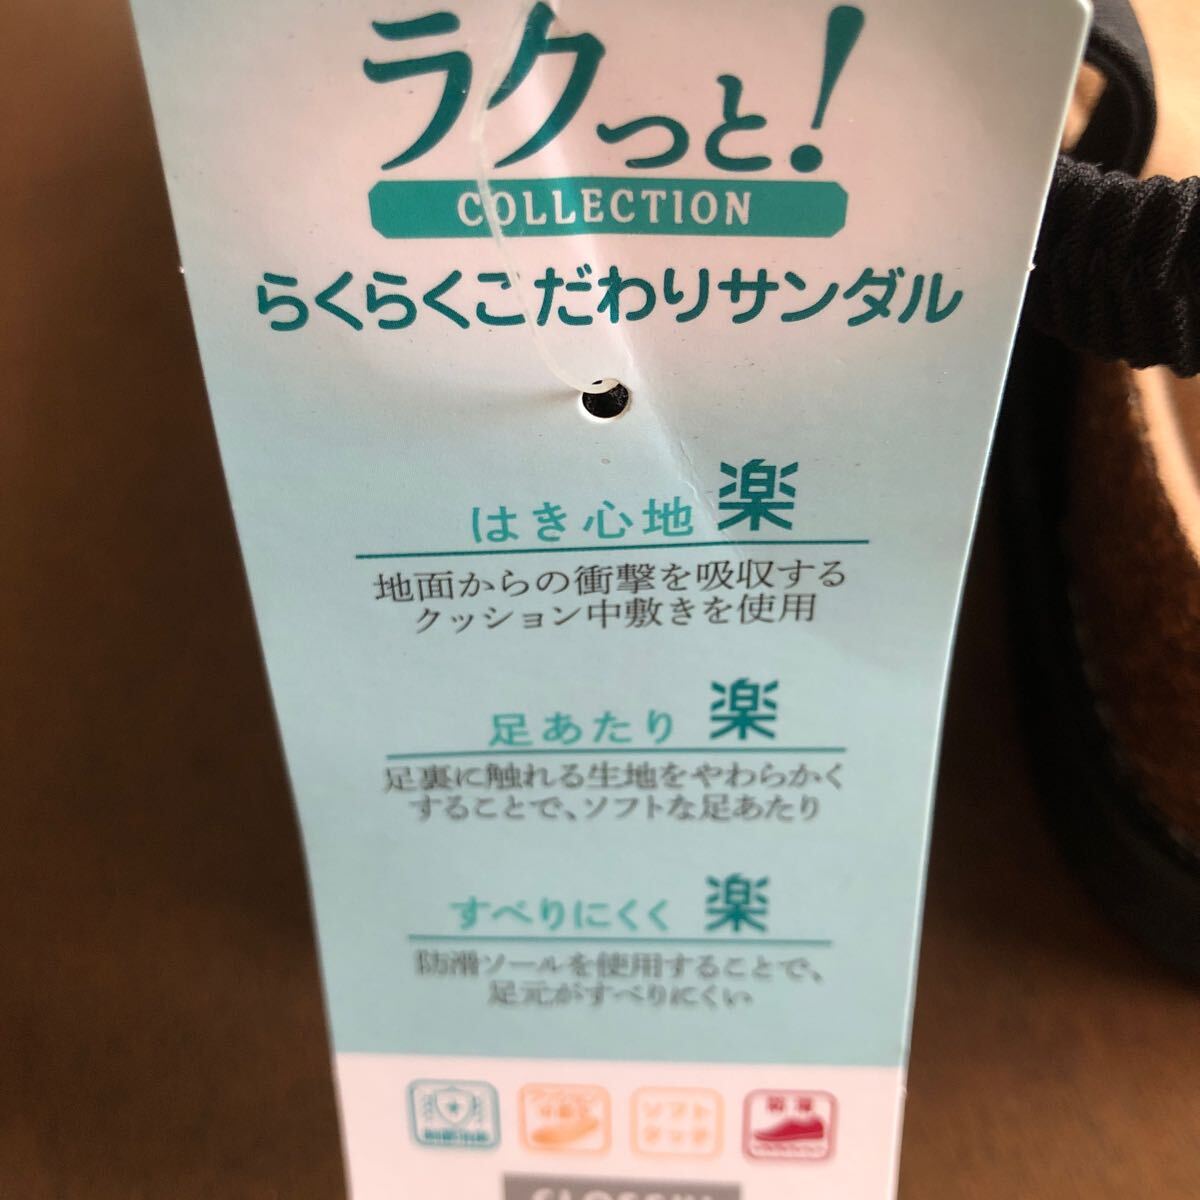 ラクっと!
COLLECTION
らくらくこだわりサンダル
はき心地 楽
地面からの衝撃を吸収する
クッション中敷きを使用
足あたり 楽
足裏に触れる生地をやわらかく
することで、ソフトな足あたり
すべりにくく 楽
防滑ソールを使用することで、
足元がすべりにくい
ソフト
タッチ